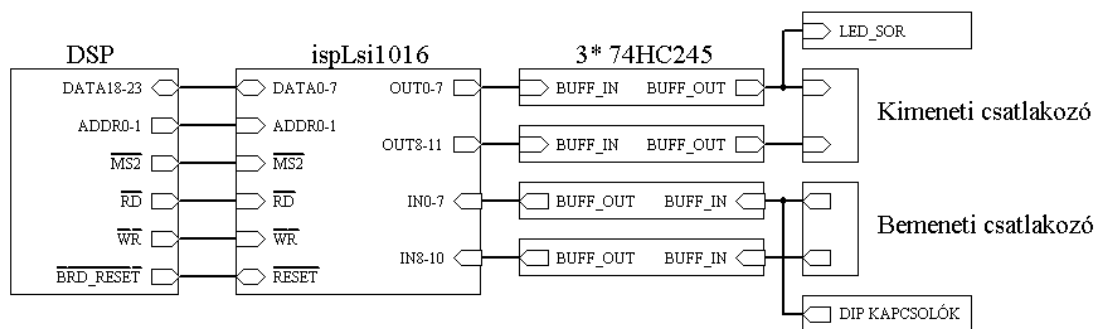 DSP
DATA18-23
ADDR0-1
MS2
RD
WR
BRD_RESET
ispLsi1016
DATA0-7
ADDR0-1
MS2
RD
WR
RESET
OUT0-7
OUT8-11
IN0-7
IN8-10
3* 74HC245
BUFF_IN BUFF_OUT
BUFF_IN BUFF_OUT
BUFF_OUT BUFF_IN
BUFF_OUT BUFF_IN
LED_SOR
Kimeneti csatlakozó
Bemeneti csatlakozó
DIP KAPCSOLÓK